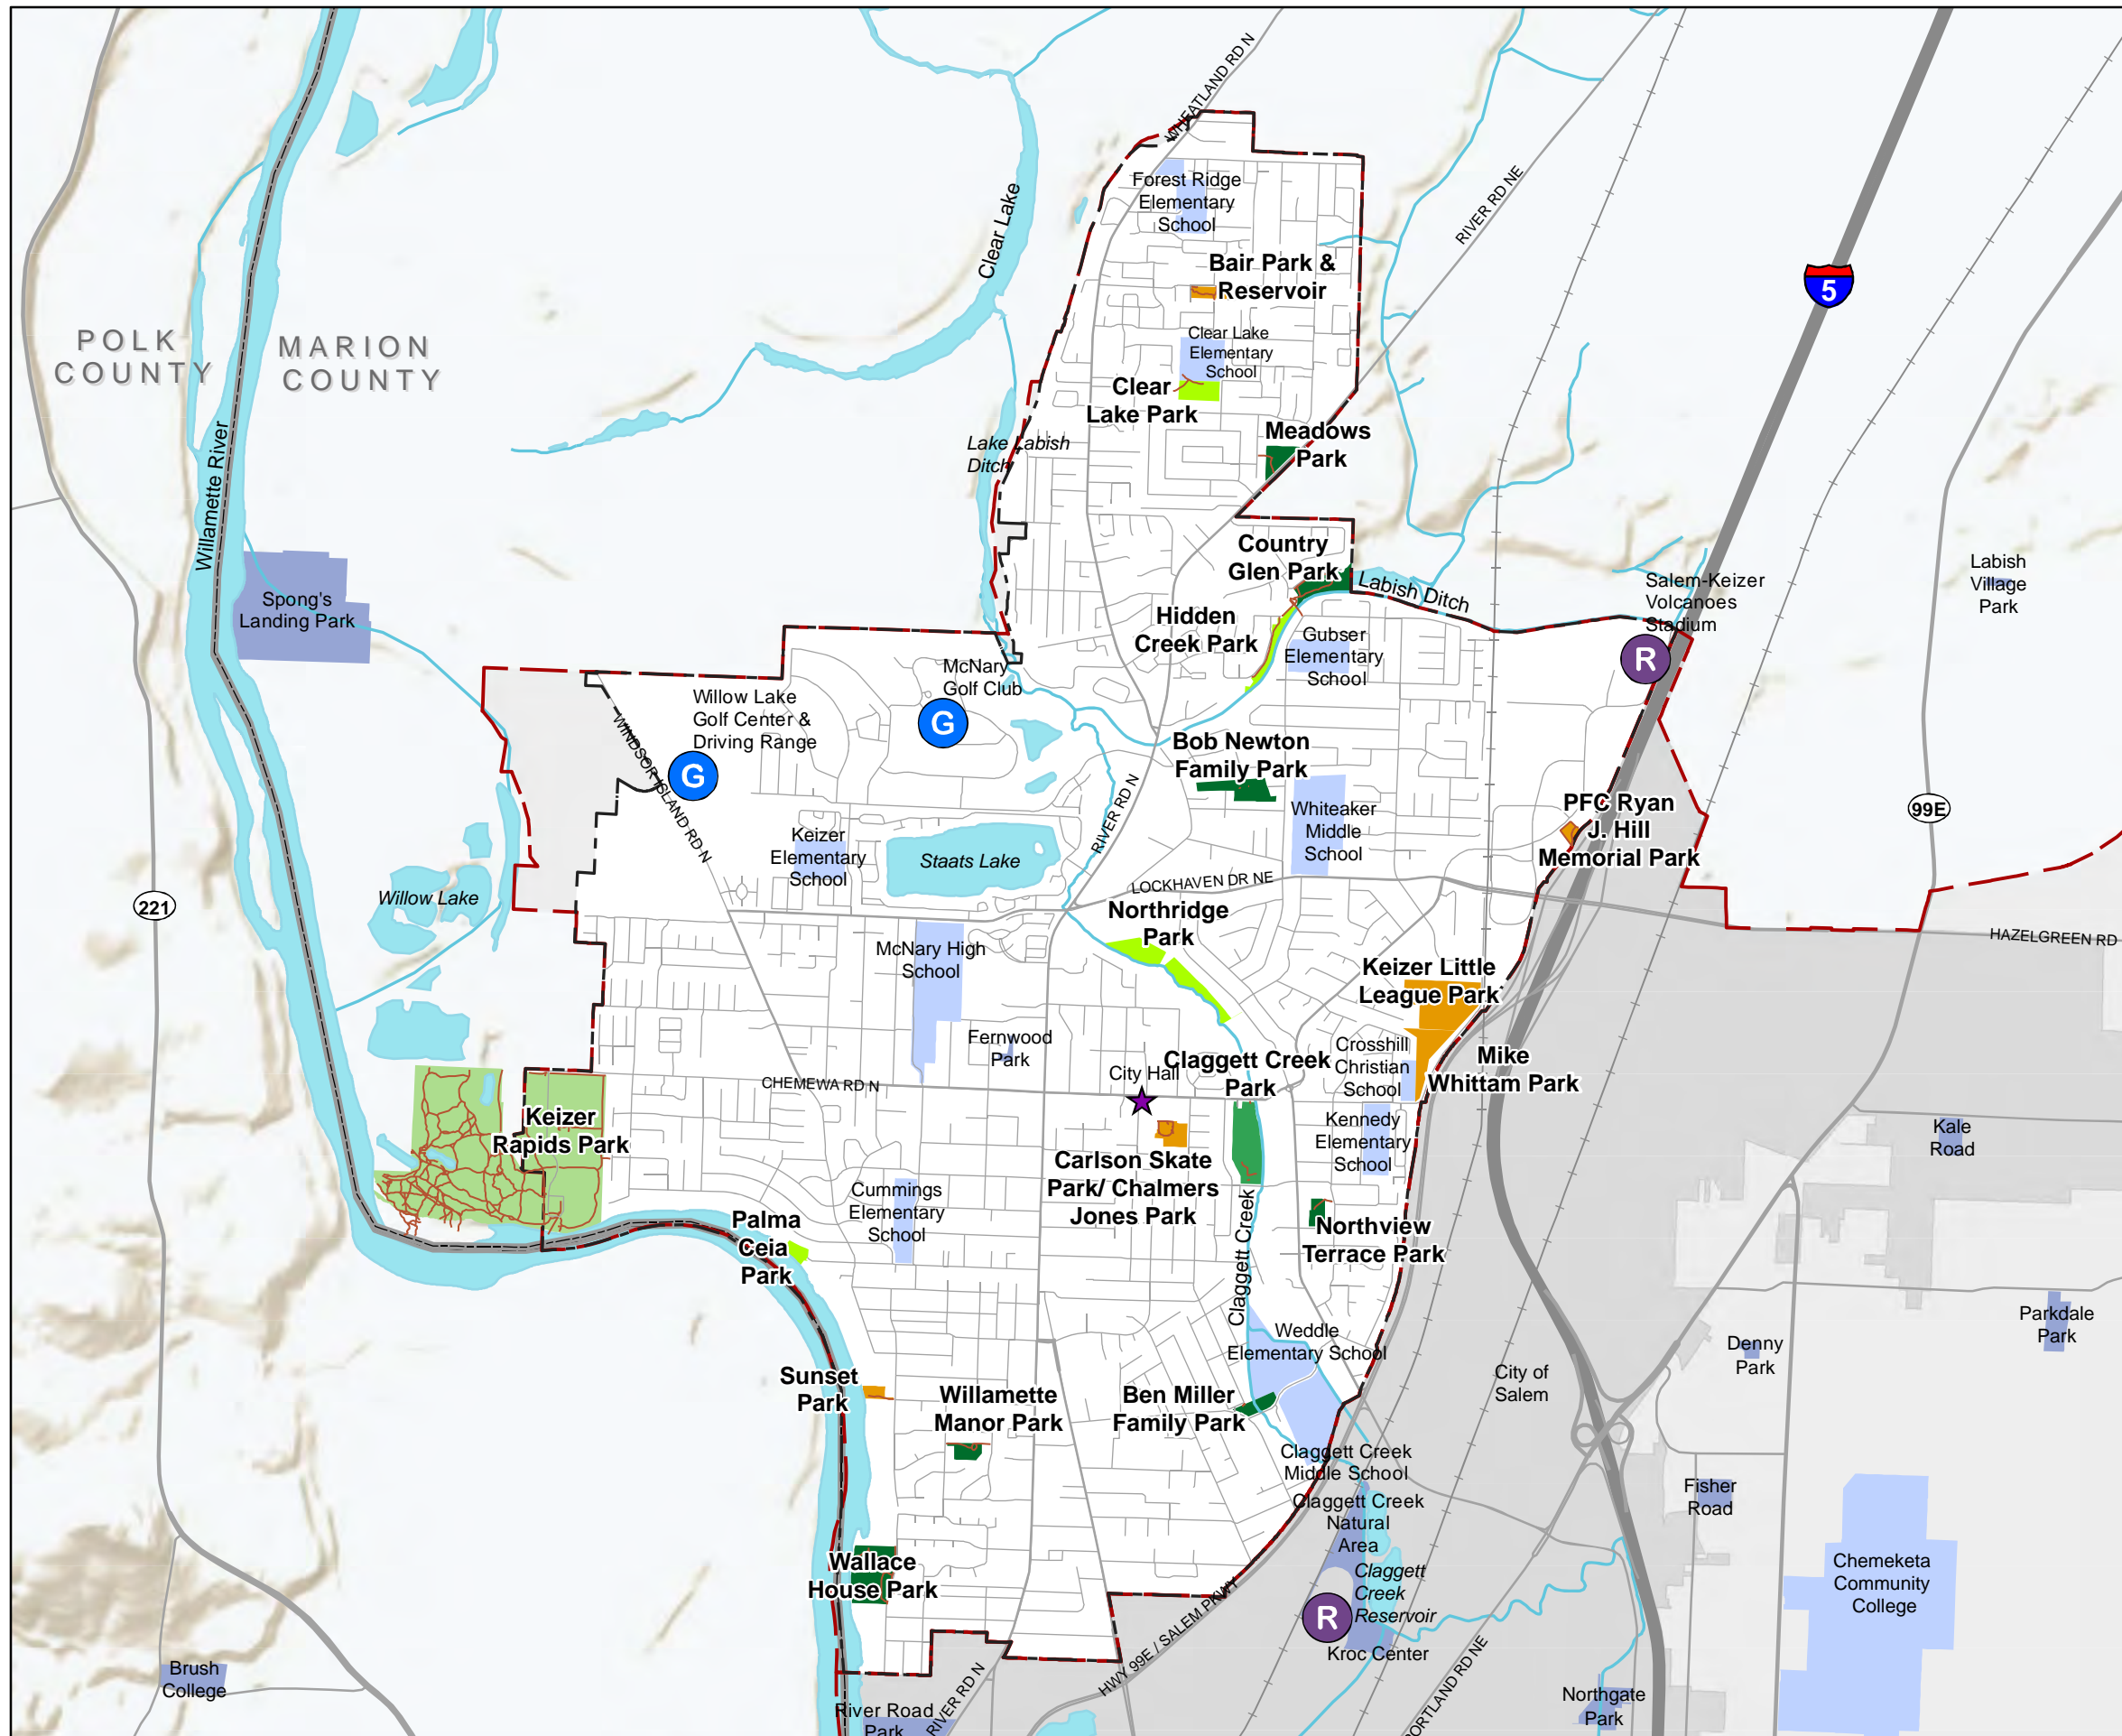 WHEATLAND RD N
Forest Ridge
Elementary
School
RIVER RD NE
Clear Lake
Bair Park &
Reservoir
5
POLK
COUNTY
MARION
COUNTY
Clear Lake
Elementary
School
Clear
Lake Park
Lake Labish
Ditch
Meadows
Park
Willamette River
Country
Glen Park
Labish Ditch
Salem-Keizer
Volcanoes
Stadium
R
Labish
Village
Park
Spong's
Landing Park
Hidden
Creek Park
Gubser
Elementary
School
McNary
Golf Club
G
Willow Lake
Golf Center &
Driving Range
G
WINDSOR ISLAND RD N
Bob Newton
Family Park
RIVER RD N
Whiteaker
Middle
School
PFC Ryan
J. Hill
Memorial Park
99E
Keizer
Elementary
School
Staats Lake
Willow Lake
221
LOCKHAVEN DR NE
Northridge
Park
McNary High
School
HAZELGREEN RD
Keizer Little
League Park
Fernwood
Park
City Hall
Claggett Creek
Park
Crosshill
Christian
School
Mike
Whittam Park
CHEMEWA RD N
Keizer
Rapids Park
Kennedy
Elementary
School
Kale
Road
Carlson Skate
Park/ Chalmers
Jones Park
Cummings
Elementary
School
Claggett Creek
Northview
Terrace Park
Palma
Ceia
Park
Weddle
Elementary School
Parkdale
Park
Denny
Park
City of
Salem
Sunset
Park
Willamette
Manor Park
Ben Miller
Family Park
Claggett Creek
Middle School
Claggett Creek
Natural
Area
Fisher
Road
Wallace
House Park
Claggett
Creek
Reservoir
R
Kroc Center
Chemeketa
Community
College
HWY 99E / SALEM PKWY
PORTLAND RD NE
Brush
College
River Road
Park
RIVER RD N
Northgate
Park